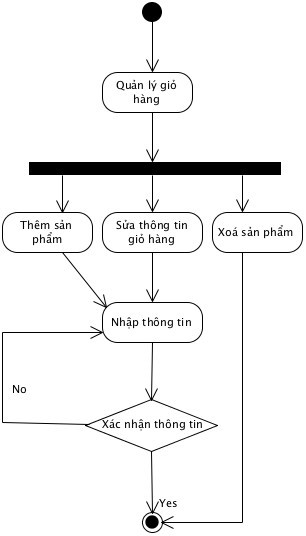 Quản lý giỏ
hàng
Thêm sản
phẩm
Sửa thông tin
giỏ hàng
Xoá sản phẩm
Nhập thông tin
No
Xác nhận thông tin
Yes